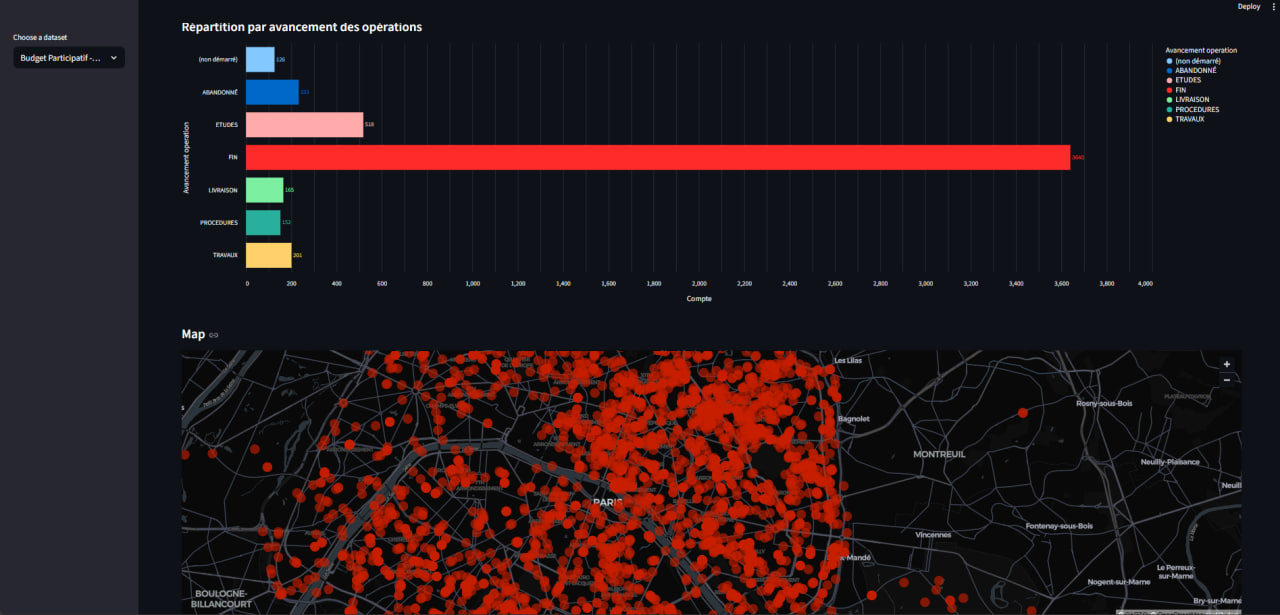 Deploy
Choose a dataset
Budget Participatif -...
Répartition par avancement des opérations
Avancement operation
(non démarré)
126
ABANDONNÉ
ETUDES
518
FIN
3640
LIVRAISON
165
PROCEDURES
152
TRAVAUX
201
0 200 400 600 800 1,000 1,200 1,400 1,600 1,800 2,000 2,200 2,400 2,600 2,800 3,000 3,200 3,400 3,600 3,800 4,000
Compte
Avancement operation
(non démarré)
ABANDONNÉ
ETUDES
FIN
LIVRAISON
PROCEDURES
TRAVAUX
Map
+
−
Les Lilas
Rosny-sous-Bois
Bagnolet
MONTREUIL
Neuilly-Plaisance
PARIS
Fontenay-sous-Bois
Vincennes
Le Perreux-
sur-Marne
Nogent-sur-Marne
BOULOGNE-
BILLANCOURT
Bry-sur-Marne